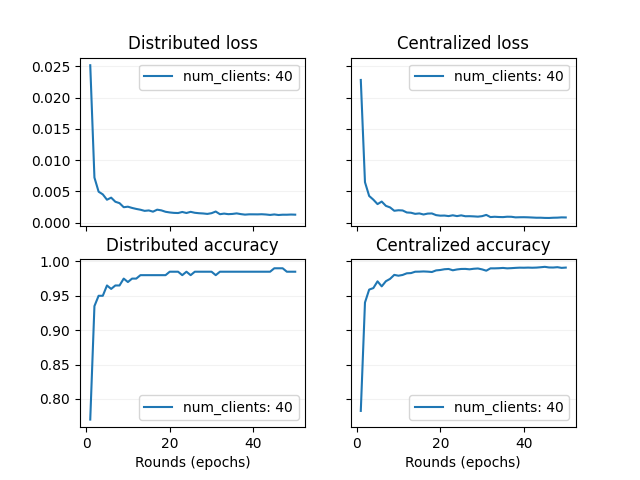 Distributed loss
Centralized loss
0.025
0.020
0.015
0.010
0.005
0.000
num_clients: 40
num_clients: 40
Distributed accuracy
Centralized accuracy
1.00
0.95
0.90
0.85
0.80
num_clients: 40
num_clients: 40
0
20
40
0
20
40
Rounds (epochs)
Rounds (epochs)